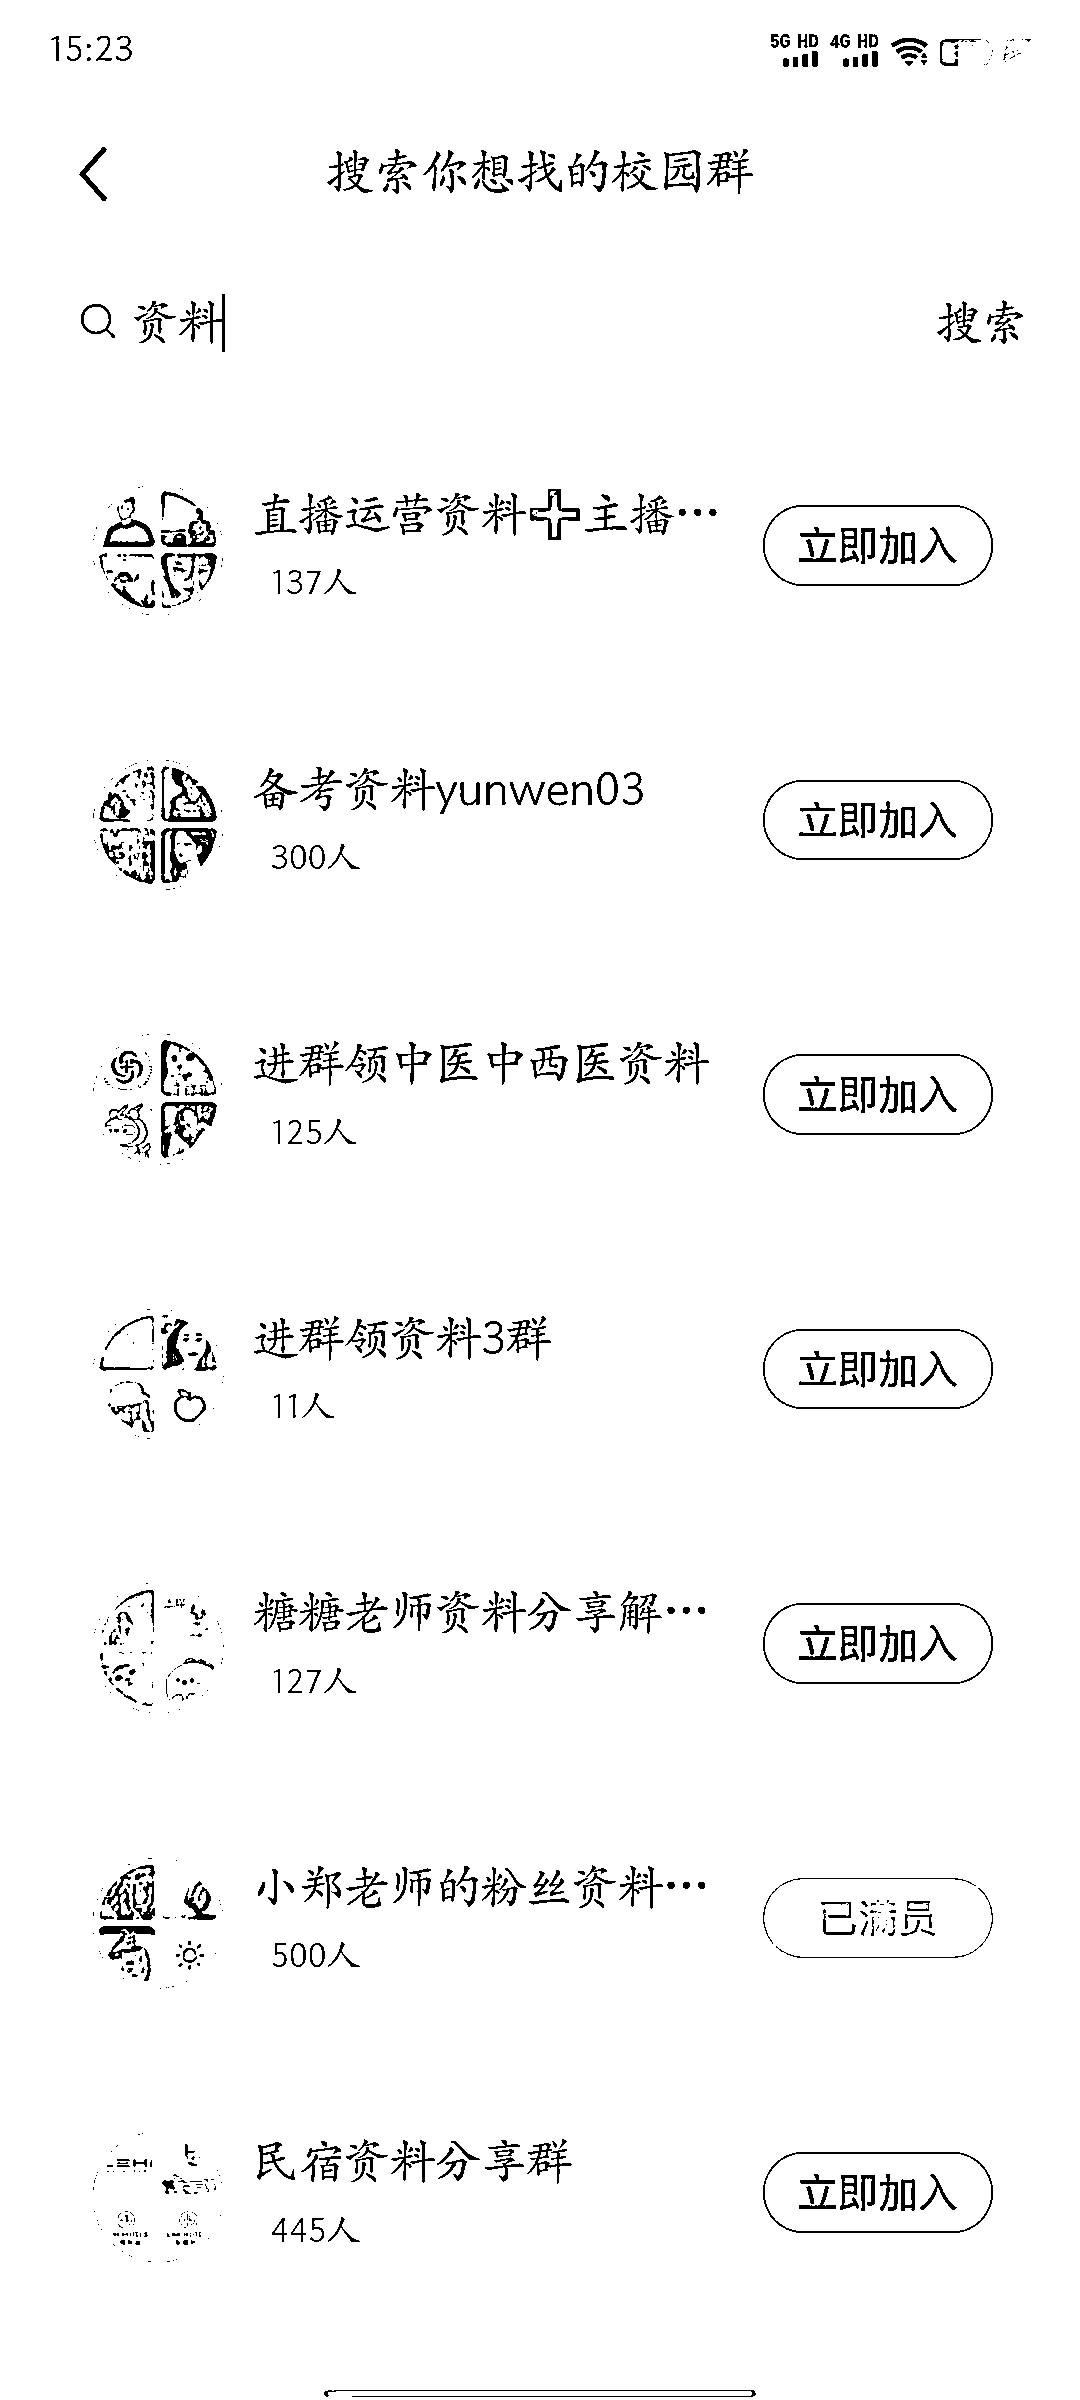 15:23
5G HD 4G HD
搜索你想找的校园群
资料
搜索
直播运营资料➕主播···
137人
立即加入
备考资料yunwen03
300人
立即加入
进群领中医中西医资料
125人
立即加入
进群领资料3群
11人
立即加入
糖糖老师资料分享解···
127人
立即加入
小郑老师的粉丝资料···
500人
已满员
民宿资料分享群
445人
立即加入